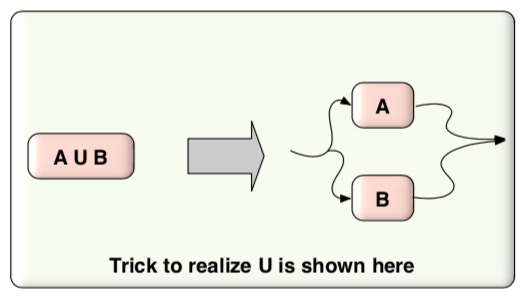 A U B
A
B
Trick to realize U is shown here